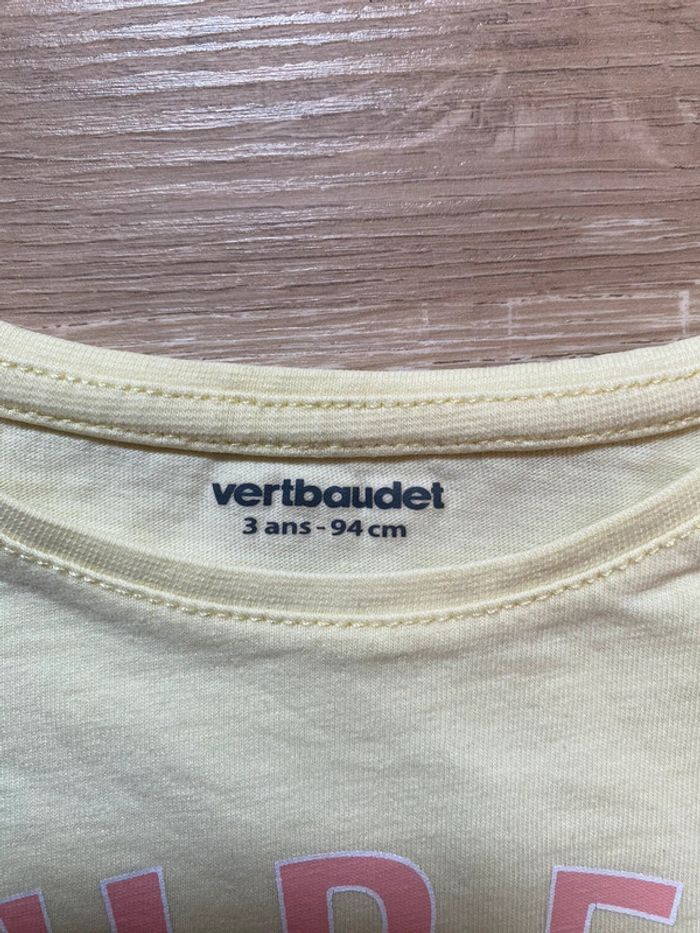 vertbaudet
3 ans - 94 cm